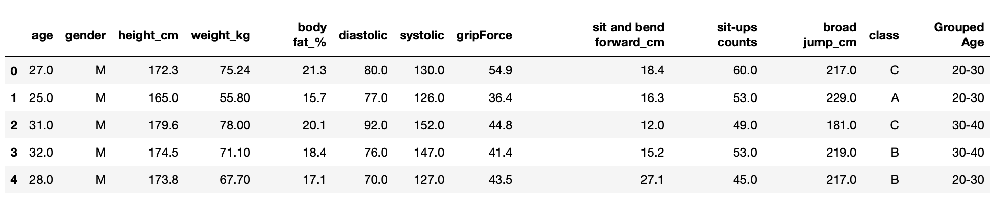 age gender height_cm weight_kg body fat_% diastolic systolic gripForce sit and bend forward_cm sit-ups counts broad jump_cm class Grouped Age
0 27.0 M 172.3 75.24 21.3 80.0 130.0 54.9 18.4 60.0 217.0 C 20-30
1 25.0 M 165.0 55.80 15.7 77.0 126.0 36.4 16.3 53.0 229.0 A 20-30
2 31.0 M 179.6 78.00 20.1 92.0 152.0 44.8 12.0 49.0 181.0 C 30-40
3 32.0 M 174.5 71.10 18.4 76.0 147.0 41.4 15.2 53.0 219.0 B 30-40
4 28.0 M 173.8 67.70 17.1 70.0 127.0 43.5 27.1 45.0 217.0 B 20-30